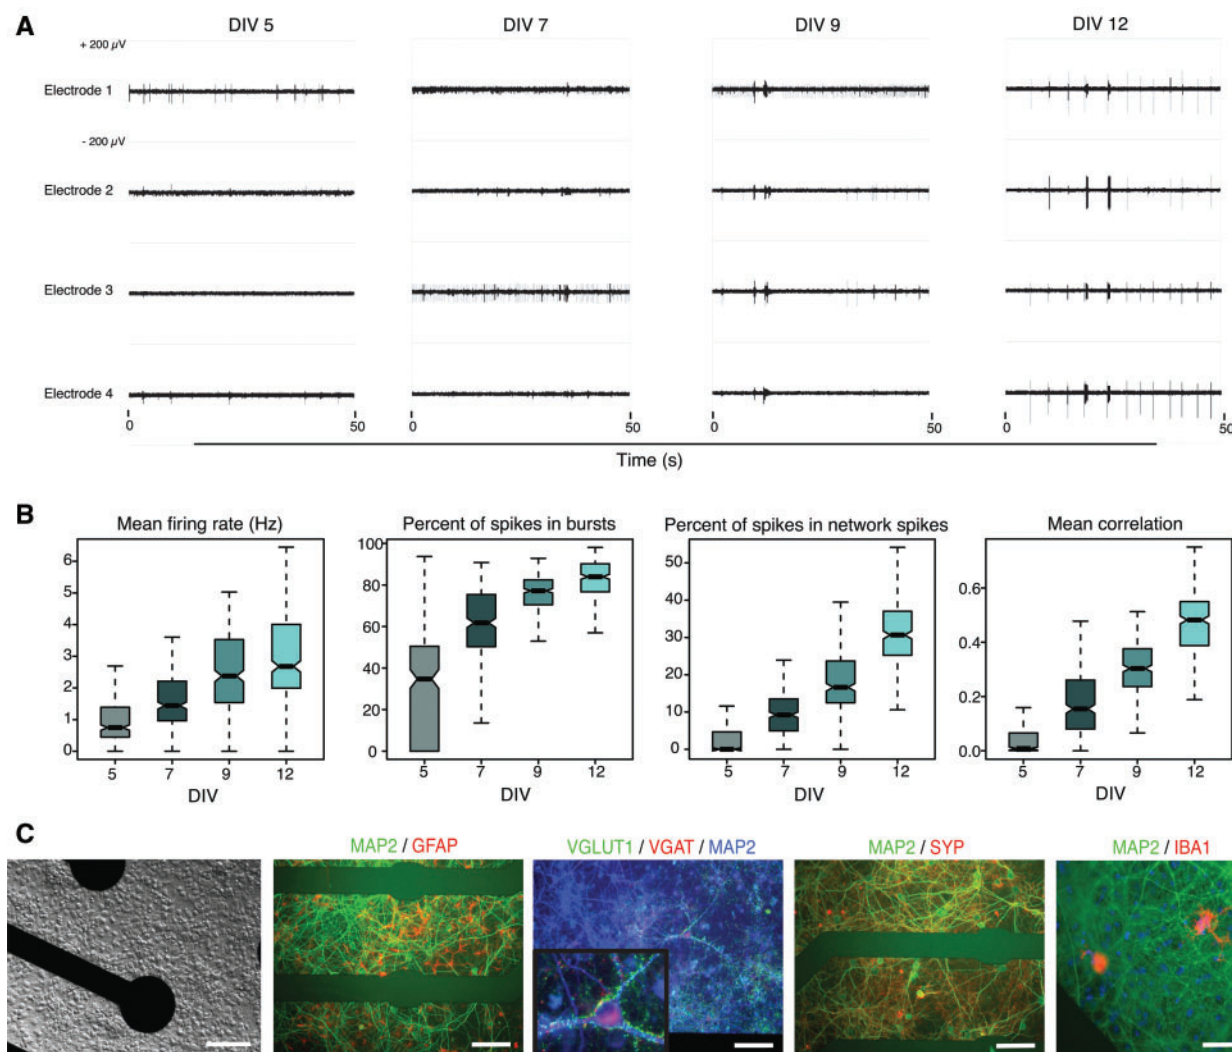 A
DIV 5 DIV 7 DIV 9 DIV 12
+ 200 µV
Electrode 1
- 200 µV
Electrode 2
Electrode 3
Electrode 4
0 50 0 50 0 50 0 50
Time (s)
B
Mean firing rate (Hz) Percent of spikes in bursts Percent of spikes in network spikes Mean correlation
6
5
4
3
2
1
0
5 7 9 12
DIV
100
80
60
40
20
0
5 7 9 12
DIV
50
40
30
20
10
0
5 7 9 12
DIV
0.6
0.4
0.2
0.0
5 7 9 12
DIV
C
MAP2 / GFAP VGLUT1 / VGAT / MAP2 MAP2 / SYP MAP2 / IBA1